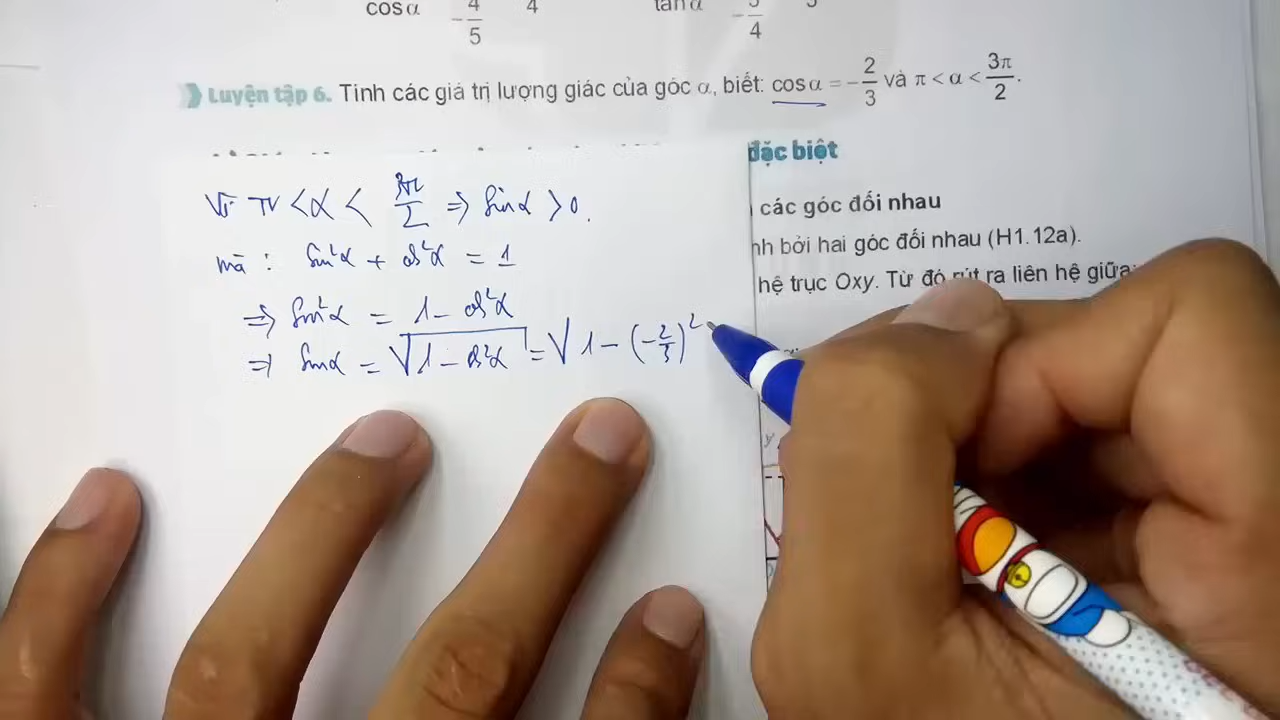 cosα - 4/5 4 tanα - 4
Luyện tập 6. Tính các giá trị lượng giác của góc α, biết: cosα = -2/3 và π < α < 3π/2.
đặc biệt
Vì π < α < 3π/2 ⇒ sinα > 0.
các góc đối nhau
mà : sin²α + cos²α = 1
nh bởi hai góc đối nhau (H1.12a).
hệ trục Oxy. Từ đó rút ra liên hệ giữa
⇒ sin²α = 1 - cos²α
⇒ sinα = √1 - cos²α = √1 - (-2/3)²
y